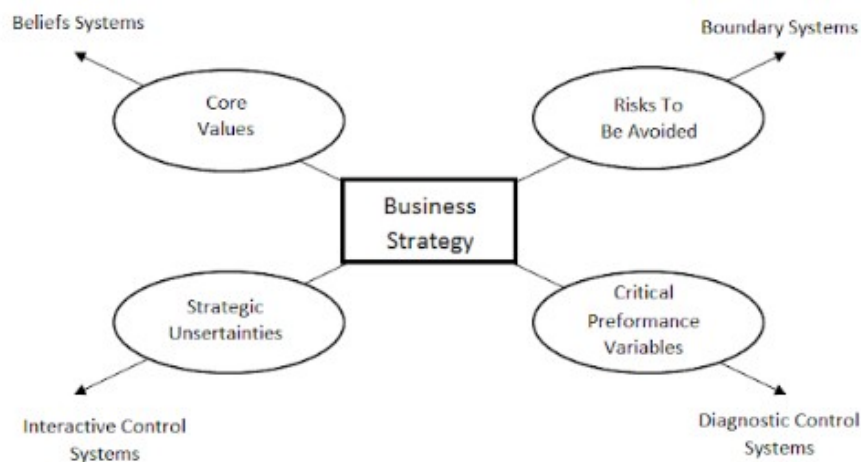 Beliefs Systems
Boundary Systems
Core
Values
Risks To
Be Avoided
Business
Strategy
Strategic
Unsertainties
Critical
Preformance
Variables
Interactive Control
Systems
Diagnostic Control
Systems